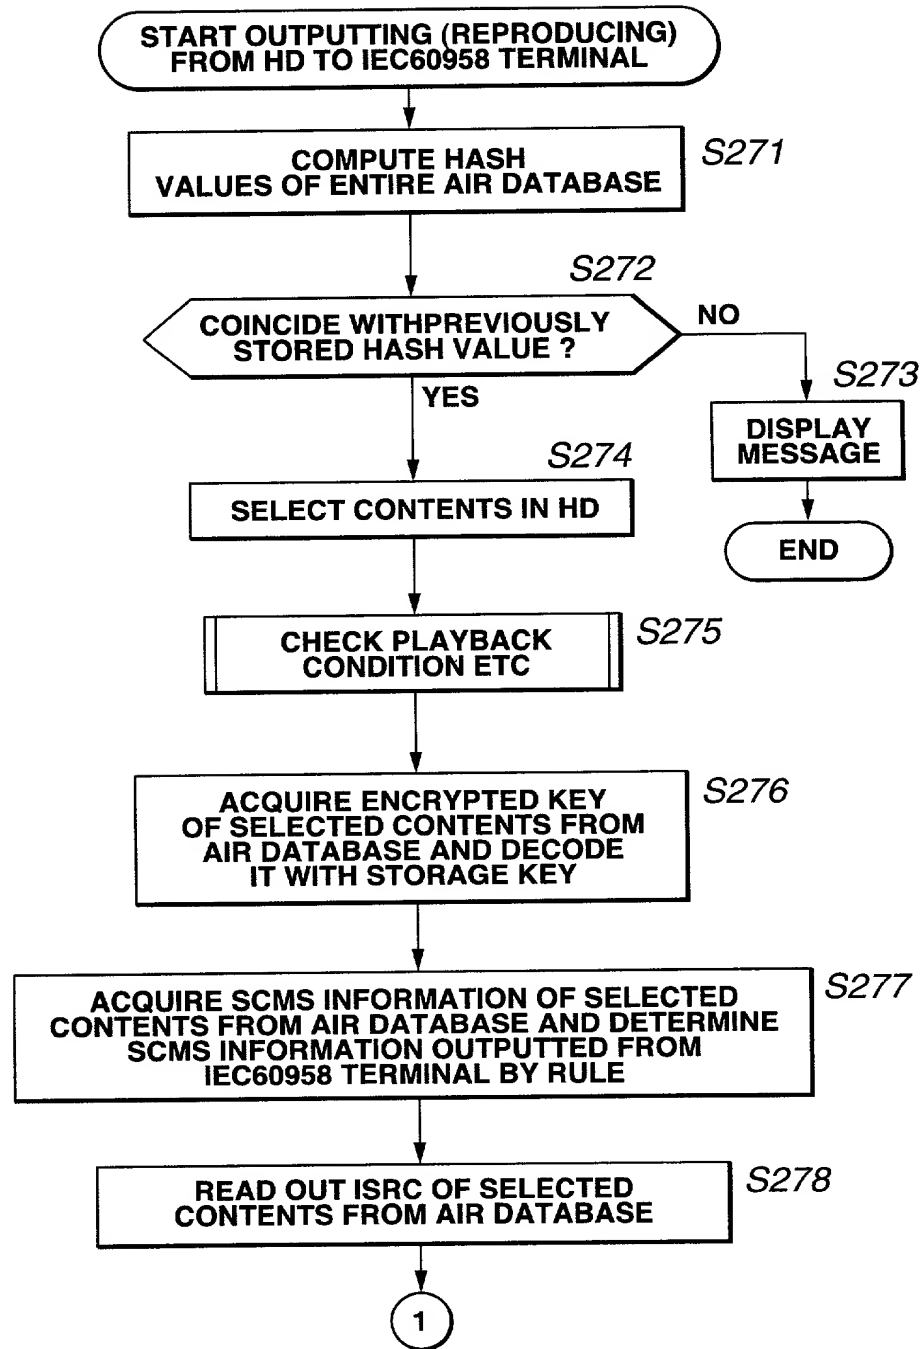 START OUTPUTTING (REPRODUCING)
FROM HD TO IEC60958 TERMINAL
COMPUTE HASH
VALUES OF ENTIRE AIR DATABASE
S271
S272
COINCIDE WITHPREVIOUSLY
STORED HASH VALUE ?
NO
YES
S273
DISPLAY
MESSAGE
END
S274
SELECT CONTENTS IN HD
CHECK PLAYBACK
CONDITION ETC
S275
ACQUIRE ENCRYPTED KEY
OF SELECTED CONTENTS FROM
AIR DATABASE AND DECODE
IT WITH STORAGE KEY
S276
ACQUIRE SCMS INFORMATION OF SELECTED
CONTENTS FROM AIR DATABASE AND DETERMINE
SCMS INFORMATION OUTPUTTED FROM
IEC60958 TERMINAL BY RULE
S277
READ OUT ISRC OF SELECTED
CONTENTS FROM AIR DATABASE
S278
1